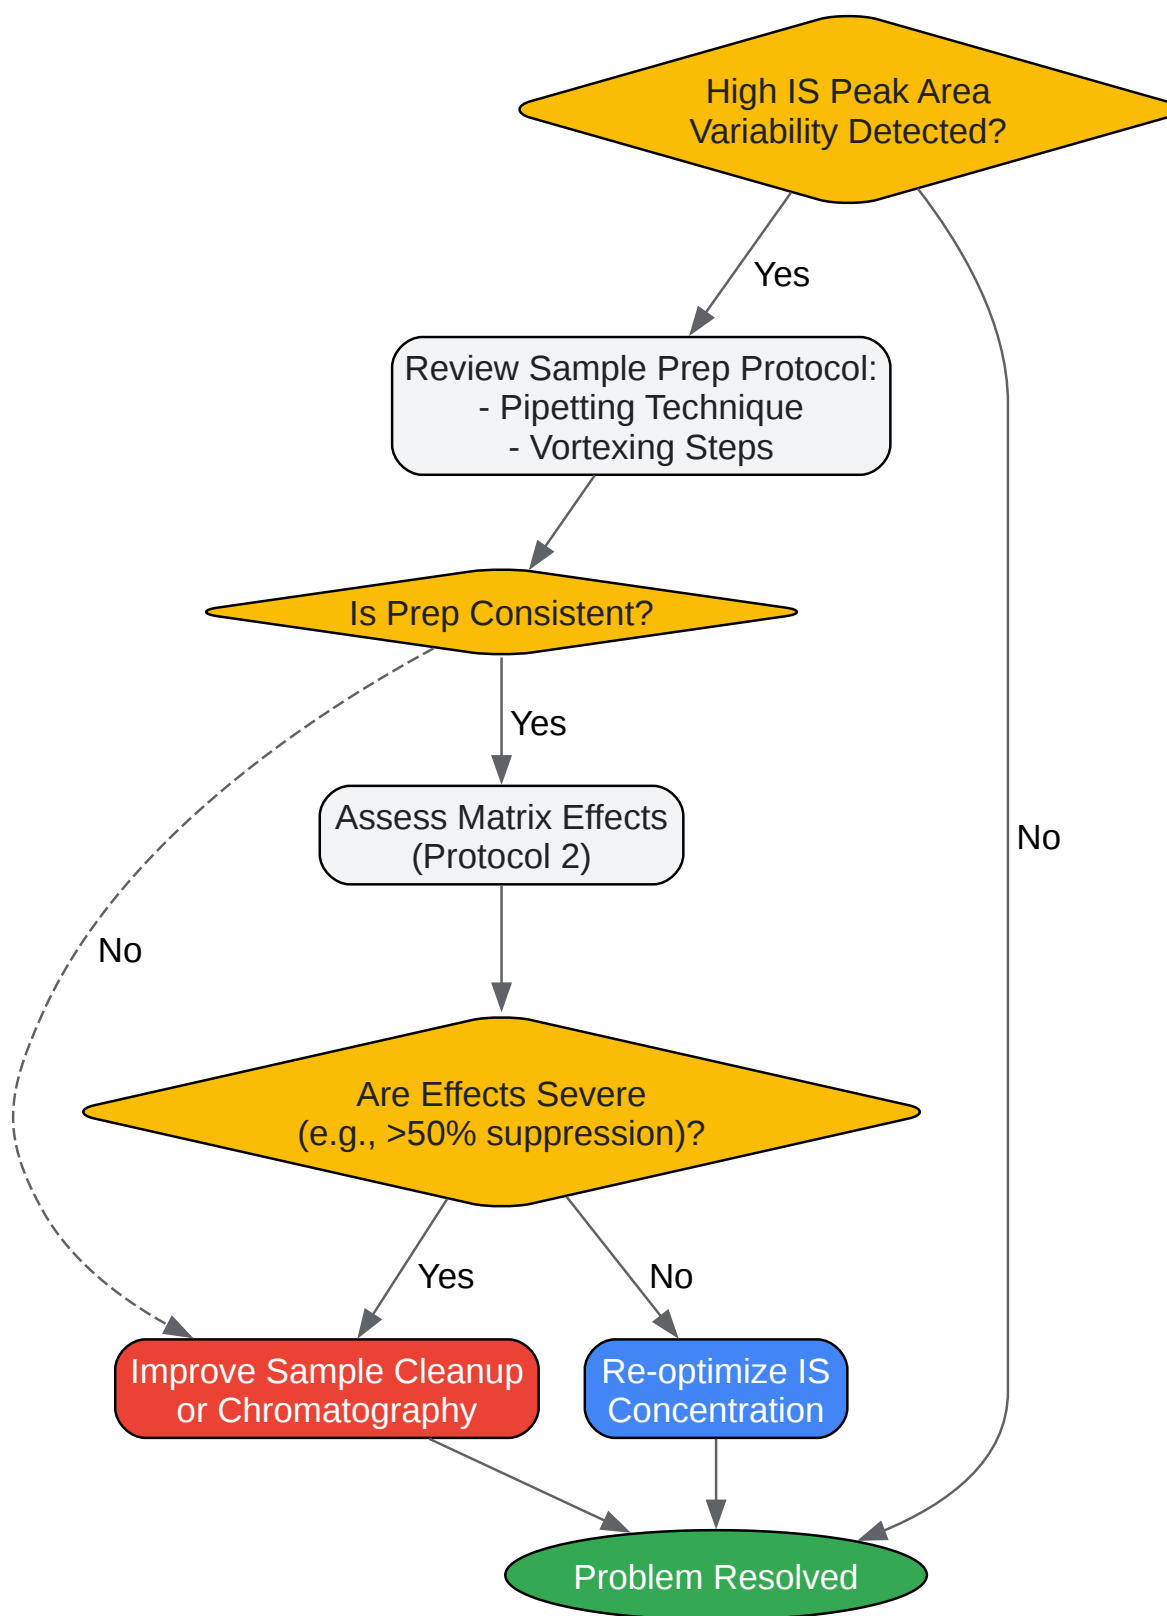 High IS Peak Area
Variability Detected?
Yes
Review Sample Prep Protocol:
- Pipetting Technique
- Vortexing Steps
Is Prep Consistent?
Yes
Assess Matrix Effects
(Protocol 2)
No
No
Are Effects Severe
(e.g., >50% suppression)?
Yes
No
Improve Sample Cleanup
or Chromatography
Re-optimize IS
Concentration
Problem Resolved